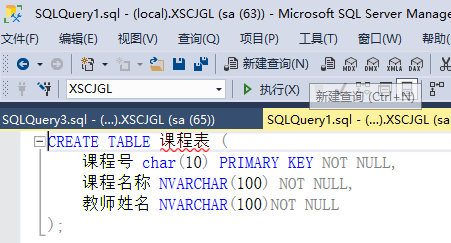 SQLQuery1.sql - (local).XSCJGL (sa (63)) - Microsoft SQL Server Manage
文件(F) 编辑(E) 视图(V) 查询(Q) 项目(P) 工具(T) 窗口(W) 帮助(H)
新建查询(N) MDX DMX XMLA DAX
XSCJGL 执行(X)
新建查询 (Ctrl+N)
SQLQuery3.sql - (...).XSCJGL (sa (65)) SQLQuery1.sql - (...).XSCJGL (sa
CREATE TABLE 课程表 (
课程号 char(10) PRIMARY KEY NOT NULL,
课程名称 NVARCHAR(100) NOT NULL,
教师姓名 NVARCHAR(100)NOT NULL
);